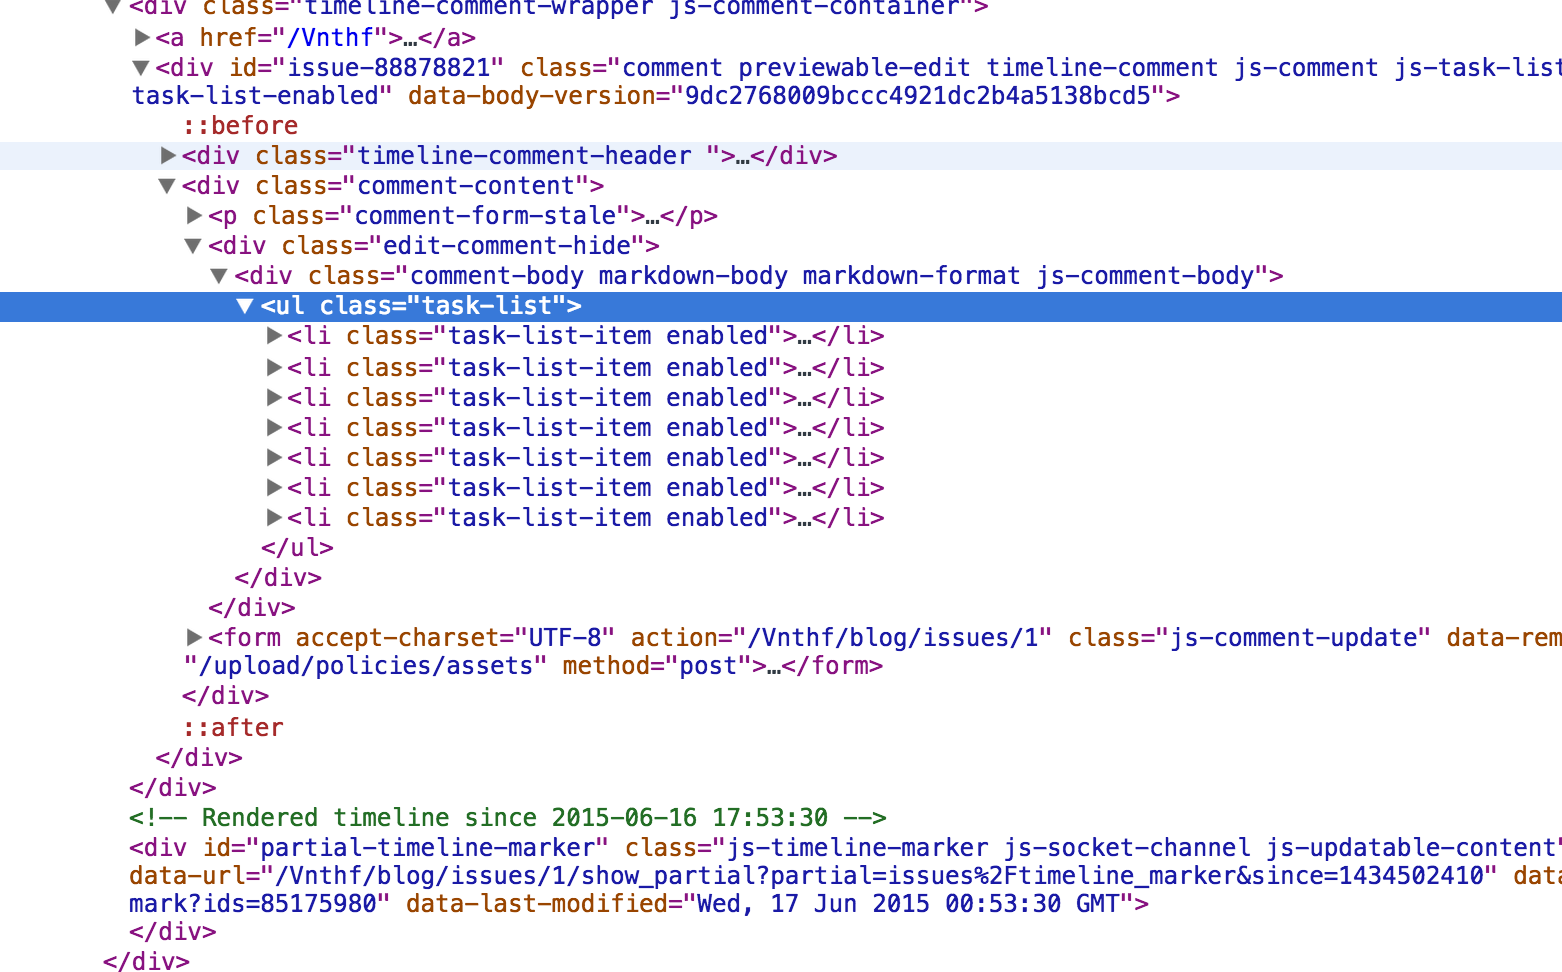 <div class="timeline-comment-wrapper js-comment-container">
<a href="/Vnthf">…</a>
<div id="issue-88878821" class="comment previewable-edit timeline-comment js-comment js-task-list
task-list-enabled" data-body-version="9dc2768009bccc4921dc2b4a5138bcd5">
::before
<div class="timeline-comment-header ">…</div>
<div class="comment-content">
<p class="comment-form-stale">…</p>
<div class="edit-comment-hide">
<div class="comment-body markdown-body markdown-format js-comment-body">
<ul class="task-list">
<li class="task-list-item enabled">…</li>
<li class="task-list-item enabled">…</li>
<li class="task-list-item enabled">…</li>
<li class="task-list-item enabled">…</li>
<li class="task-list-item enabled">…</li>
<li class="task-list-item enabled">…</li>
<li class="task-list-item enabled">…</li>
</ul>
</div>
</div>
<form accept-charset="UTF-8" action="/Vnthf/blog/issues/1" class="js-comment-update" data-rem
"/upload/policies/assets" method="post">…</form>
</div>
::after
</div>
</div>
<!-- Rendered timeline since 2015-06-16 17:53:30 -->
<div id="partial-timeline-marker" class="js-timeline-marker js-socket-channel js-updatable-content"
data-url="/Vnthf/blog/issues/1/show_partial?partial=issues%2Ftimeline_marker&since=1434502410" data
mark?ids=85175980" data-last-modified="Wed, 17 Jun 2015 00:53:30 GMT">
</div>
</div>